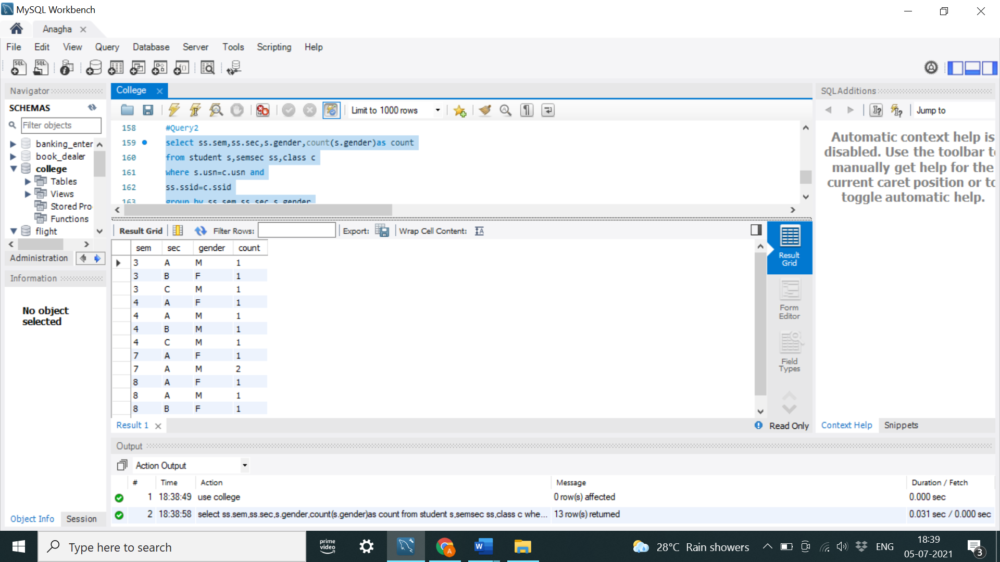 MySQL Workbench
Anagha
File Edit View Query Database Server Tools Scripting Help
Navigator
SCHEMAS
Filter objects
banking_enter
book_dealer
college
Tables
Views
Stored Pro
Functions
flight
Administration
Information
No object
selected
Object Info Session
College
Limit to 1000 rows
158 #Query2
159 select ss.sem,ss.sec,s.gender,count(s.gender)as count
160 from student s,semsec ss,class c
161 where s.usn=c.usn and
162 ss.ssid=c.ssid
163 group by ss.sem,ss.sec,s.gender
Result Grid Filter Rows: Export: Wrap Cell Content:
sem sec gender count
3 A M 1
3 B F 1
3 C M 1
4 A F 1
4 A M 1
4 B M 1
4 C M 1
7 A F 1
7 A M 2
8 A F 1
8 A M 1
8 B F 1
Result
Grid
Form
Editor
Field
Types
Result 1
Read Only
SQLAdditions
Jump to
Automatic context help is
disabled. Use the toolbar to
manually get help for the
current caret position or to
toggle automatic help.
Context Help Snippets
Output
Action Output
# Time Action Message Duration / Fetch
1 18:38:49 use college 0 row(s) affected 0.000 sec
2 18:38:58 select ss.sem,ss.sec,s.gender,count(s.gender)as count from student s,semsec ss,class c whe... 13 row(s) returned 0.031 sec / 0.000 sec
Type here to search
prime
video
28°C Rain showers
ENG
18:39
05-07-2021
3